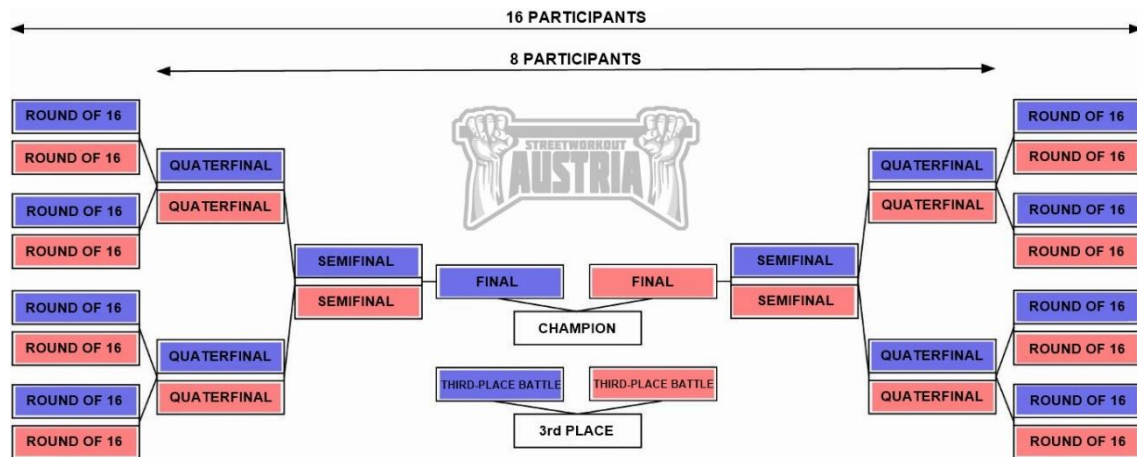 16 PARTICIPANTS
8 PARTICIPANTS
ROUND OF 16
ROUND OF 16
ROUND OF 16
ROUND OF 16
ROUND OF 16
ROUND OF 16
ROUND OF 16
ROUND OF 16
QUATERFINAL
QUATERFINAL
QUATERFINAL
QUATERFINAL
SEMIFINAL
SEMIFINAL
STREETWORKOUT
AUSTRIA
FINAL
FINAL
CHAMPION
THIRD-PLACE BATTLE
THIRD-PLACE BATTLE
3rd PLACE
SEMIFINAL
SEMIFINAL
QUATERFINAL
QUATERFINAL
QUATERFINAL
QUATERFINAL
ROUND OF 16
ROUND OF 16
ROUND OF 16
ROUND OF 16
ROUND OF 16
ROUND OF 16
ROUND OF 16
ROUND OF 16